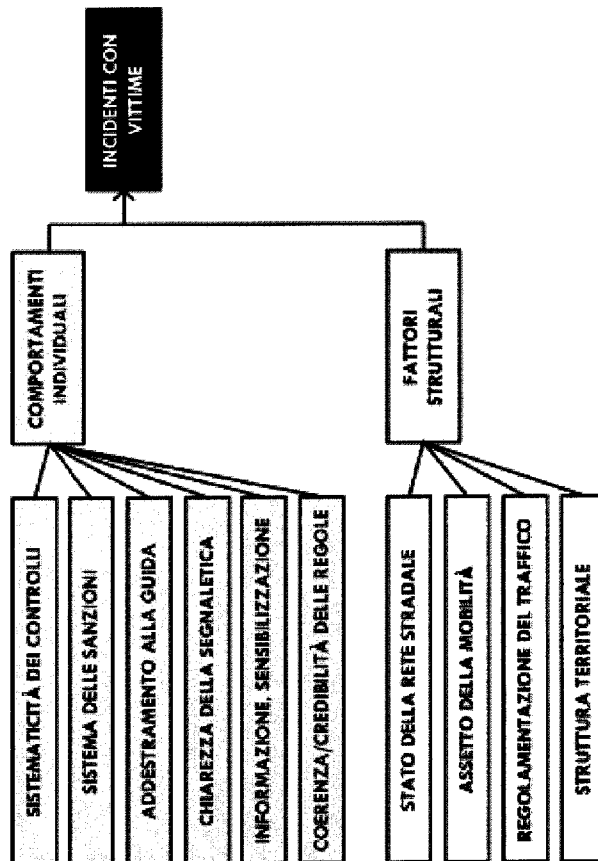 SISTEMATICITÀ DEI CONTROLLI
SISTEMA DELLE SANZIONI
ADDESTRAMENTO ALLA GUIDA
CHIAREZZA DELLA SEGNALETICA
INFORMAZIONE, SENSIBILIZZAZIONE
COERENZA/CREDIBILITÀ DELLE REGOLE
STATO DELLA RETE STRADALE
ASSETTO DELLA MOBILITÀ
REGOLAMENTAZIONE DEL TRAFFICO
STRUTTURA TERRITORIALE
COMPORTAMENTI
INDIVIDUALI
FATTORI
STRUTTURALI
INCIDENTI CON
VITTIME